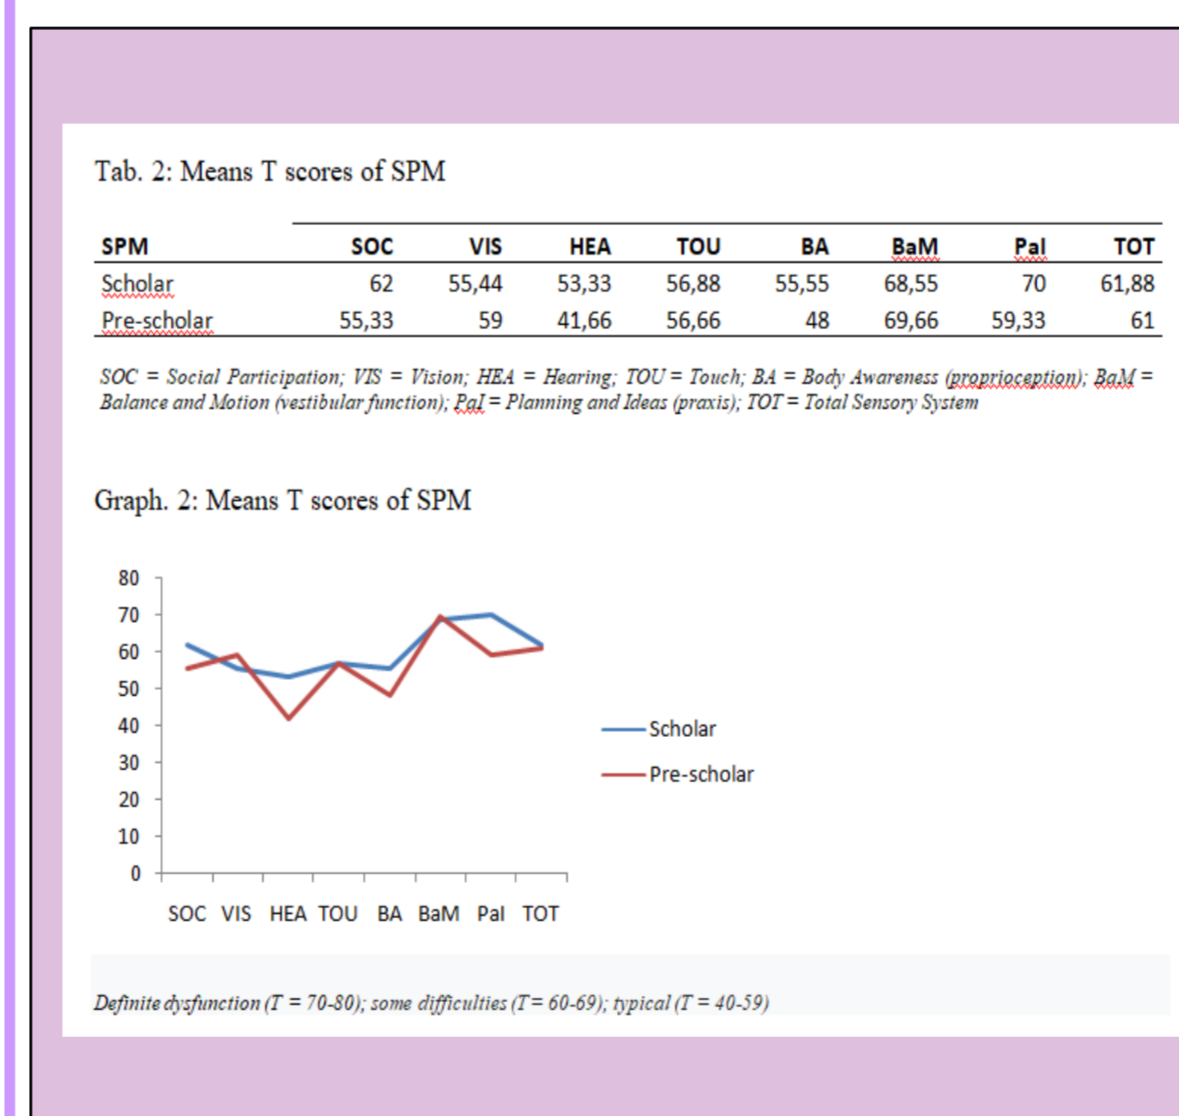 Tab. 2: Means T scores of SPM
SPM SOC VIS HEA TOU BA BaM PaI TOT
Scholar 62 55,44 53,33 56,88 55,55 68,55 70 61,88
Pre-scholar 55,33 59 41,66 56,66 48 69,66 59,33 61
SOC = Social Participation; VIS = Vision; HEA = Hearing; TOU = Touch; BA = Body Awareness (proprioception); BaM =
Balance and Motion (vestibular function); PaI = Planning and Ideas (praxis); TOT = Total Sensory System
Graph. 2: Means T scores of SPM
80
70
60
50
40
30
20
10
0
SOC VIS HEA TOU BA BaM PaI TOT
Scholar
Pre-scholar
Definite dysfunction (T = 70-80); some difficulties (T= 60-69); typical (T = 40-59)